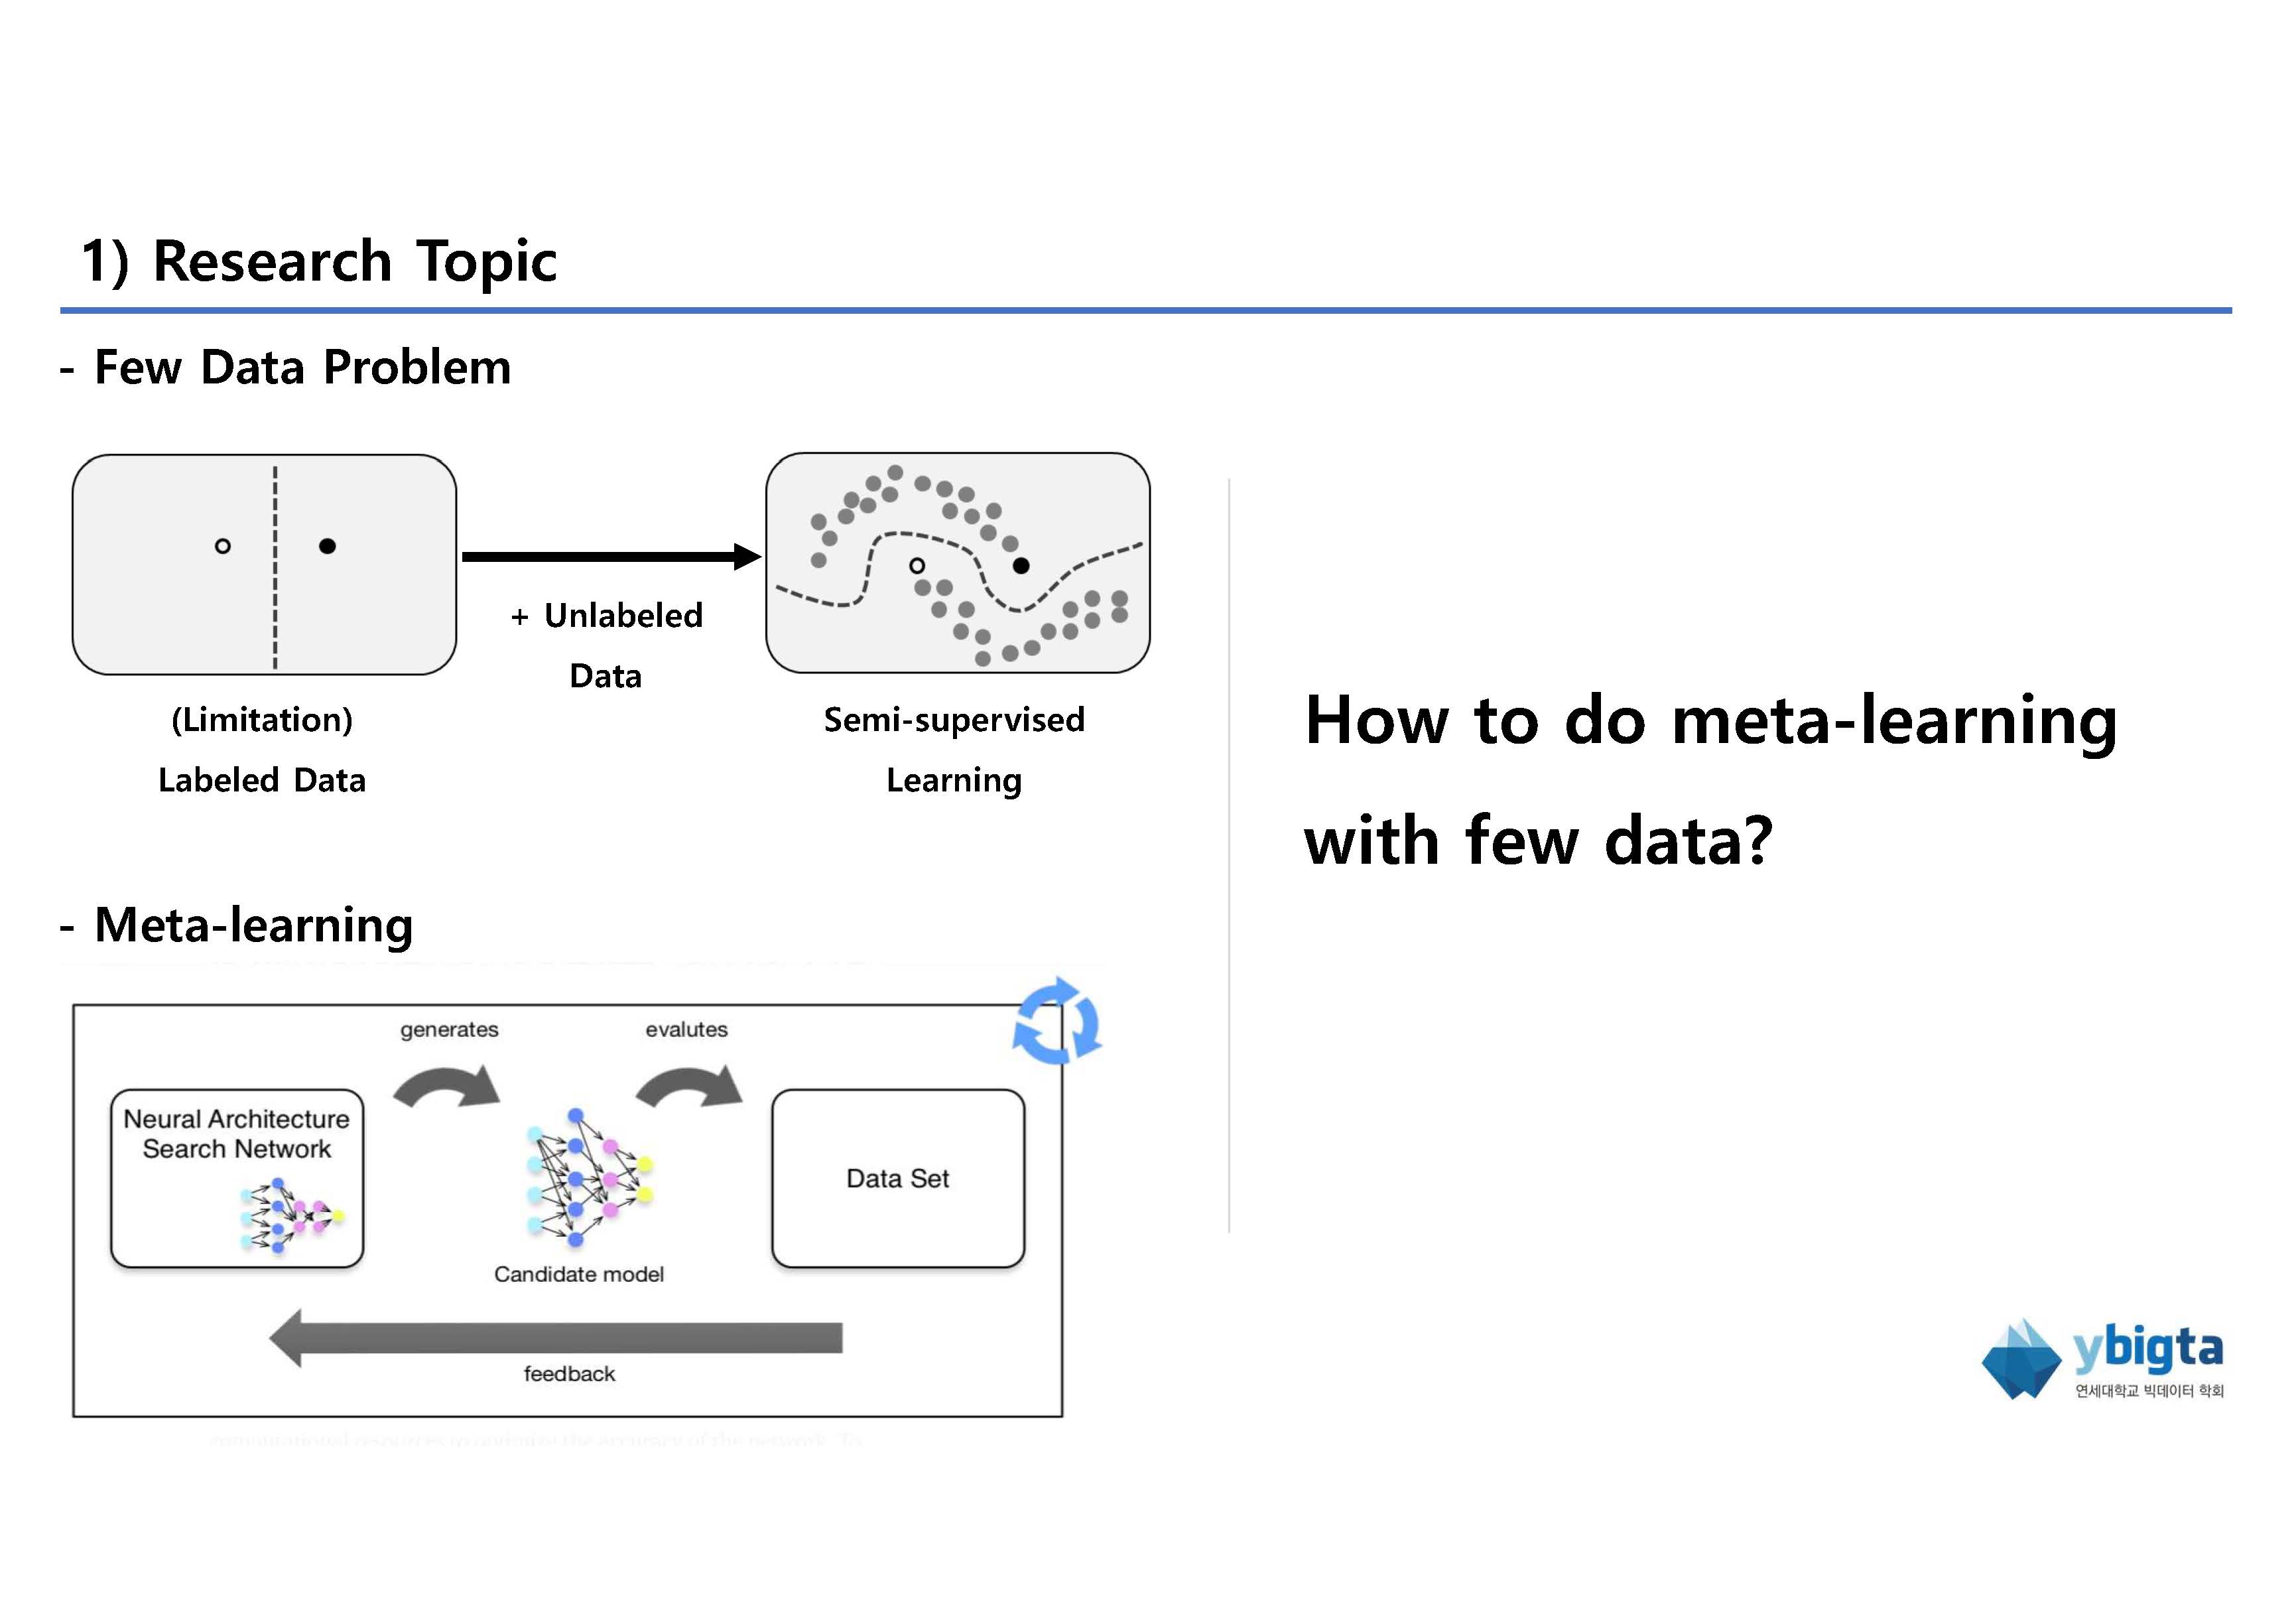 1) Research Topic
- Few Data Problem
+ Unlabeled
Data
(Limitation)
Labeled Data
Semi-supervised
Learning
How to do meta-learning
with few data?
- Meta-learning
generates
evalutes
Neural Architecture
Search Network
Data Set
Candidate model
feedback
ybigta
연세대학교 빅데이터 학회